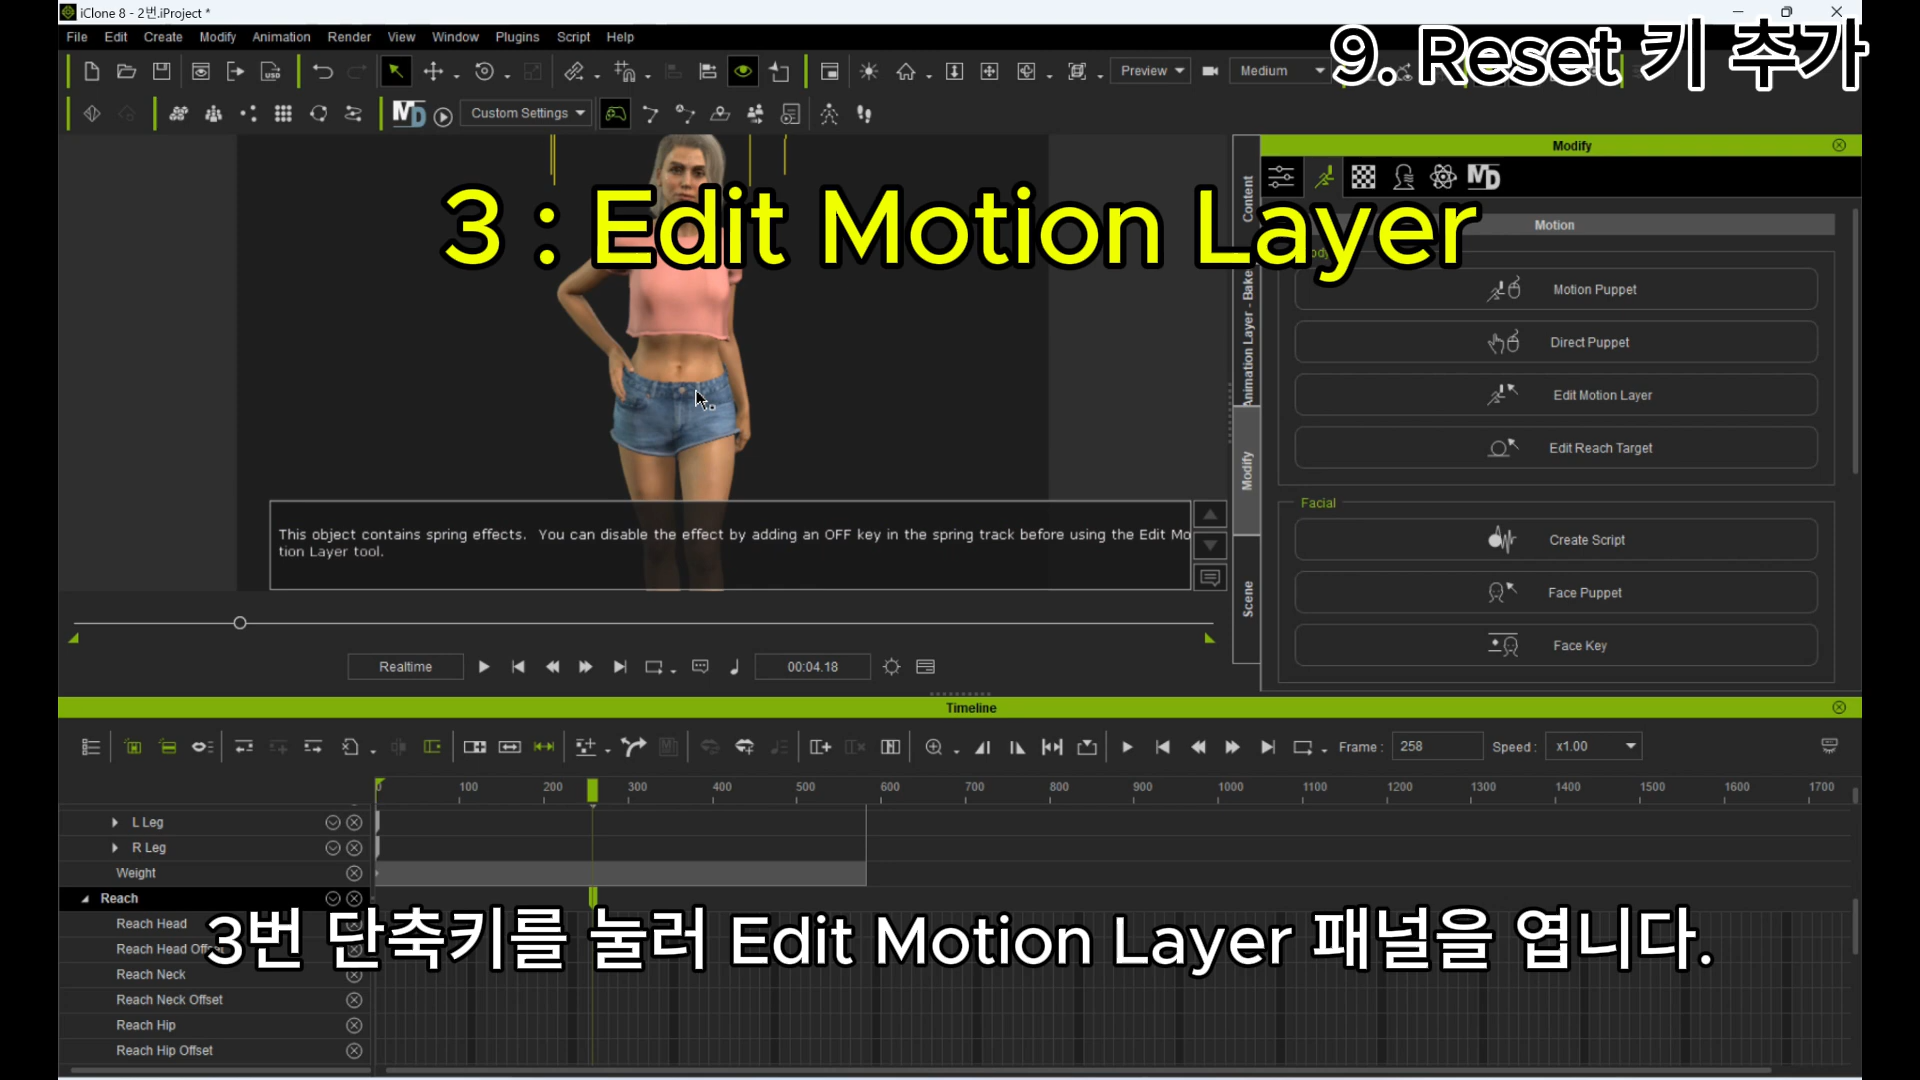 iClone 8 - 2번.iProject *
File Edit Create Modify Animation Render View Window Plugins Script Help
9. Reset 키 추가
Preview
Medium
Custom Settings
3 : Edit Motion Layer
Modify
Motion
Motion Puppet
Direct Puppet
Edit Motion Layer
Edit Reach Target
Facial
Create Script
Face Puppet
Face Key
Content
Animation Layer - Bake
Modify
Scene
This object contains spring effects. You can disable the effect by adding an OFF key in the spring track before using the Edit Mo
tion Layer tool.
Realtime
00:04.18
Timeline
Frame : 258 Speed : x1.00
0 100 200 300 400 500 600 700 800 900 1000 1100 1200 1300 1400 1500 1600 1700
L Leg
R Leg
Weight
Reach
Reach Head
3번 단축키를 눌러 Edit Motion Layer 패널을 엽니다.
Reach Neck
Reach Neck Offset
Reach Hip
Reach Hip Offset